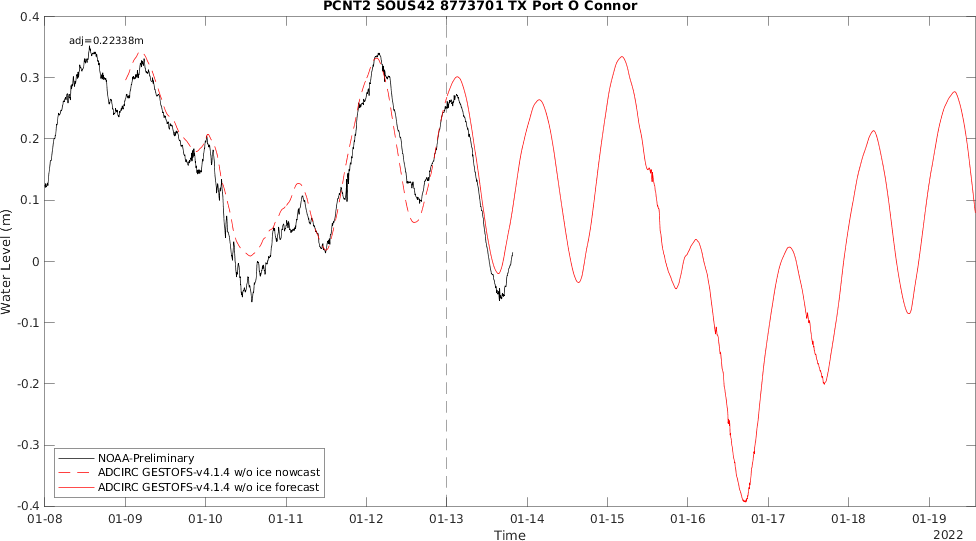 PCNT2 SOUS42 8773701 TX Port O Connor
adj=0.22338m
0.4
0.3
0.2
0.1
0
-0.1
-0.2
-0.3
-0.4
Water Level (m)
NOAA-Preliminary
ADCIRC GESTOFS-v4.1.4 w/o ice nowcast
ADCIRC GESTOFS-v4.1.4 w/o ice forecast
01-08 01-09 01-10 01-11 01-12 01-13 01-14 01-15 01-16 01-17 01-18 01-19
Time
2022